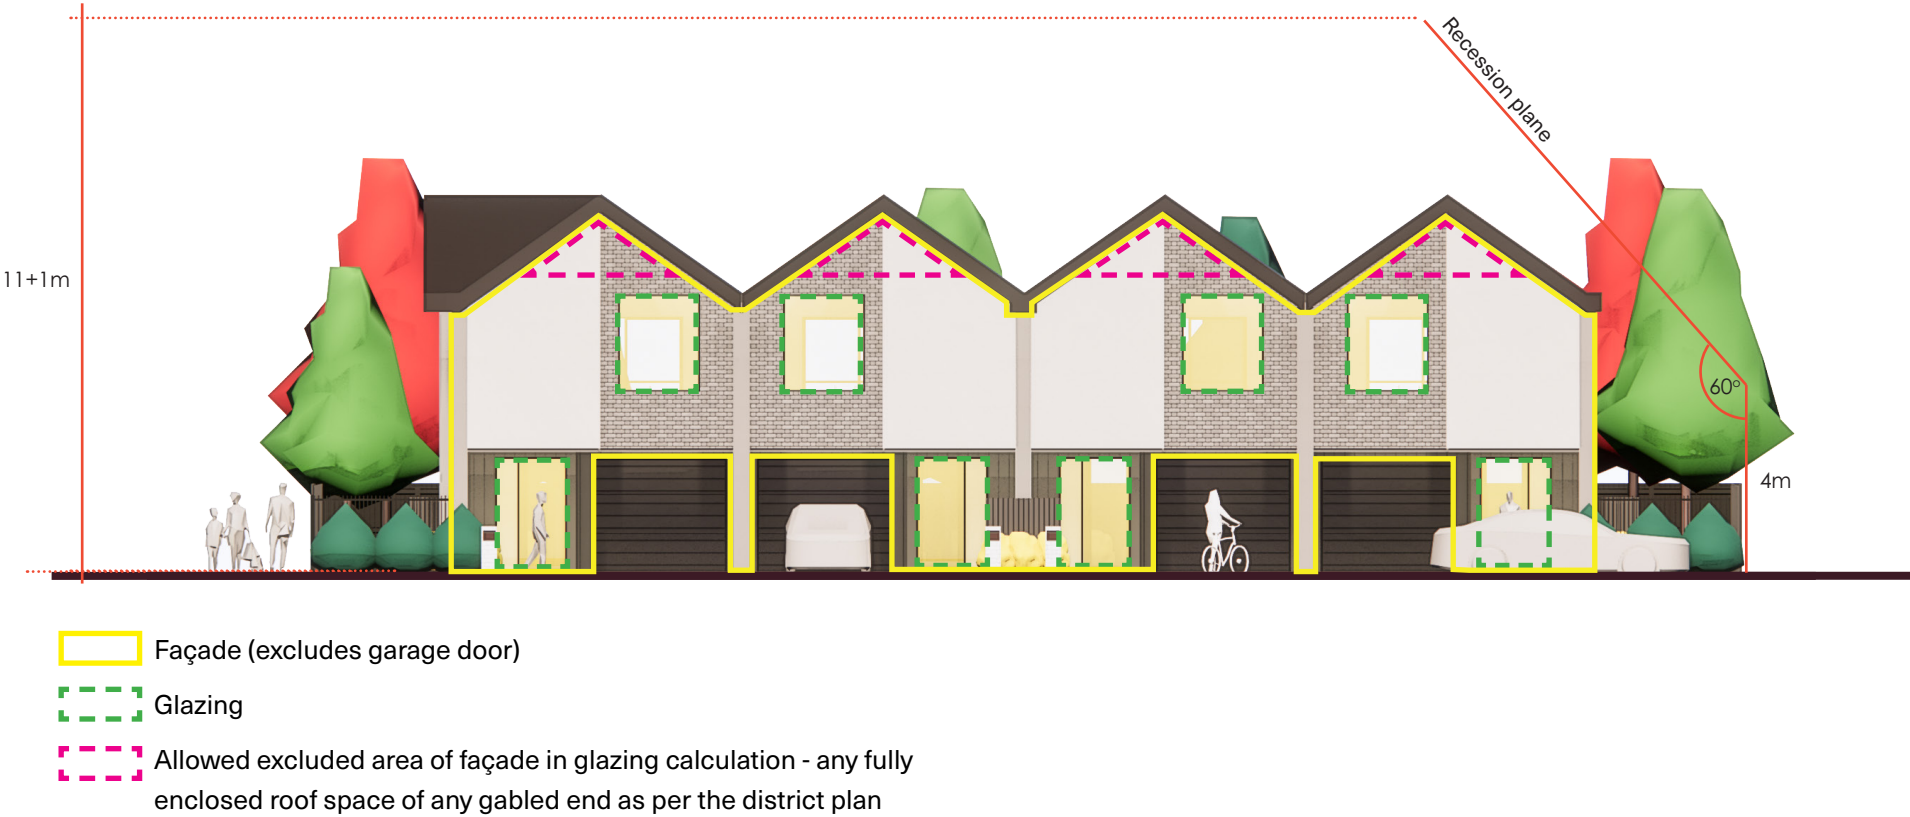 Recession plane
11+1m
60°
4m
Façade (excludes garage door)
Glazing
Allowed excluded area of façade in glazing calculation - any fully
enclosed roof space of any gabled end as per the district plan